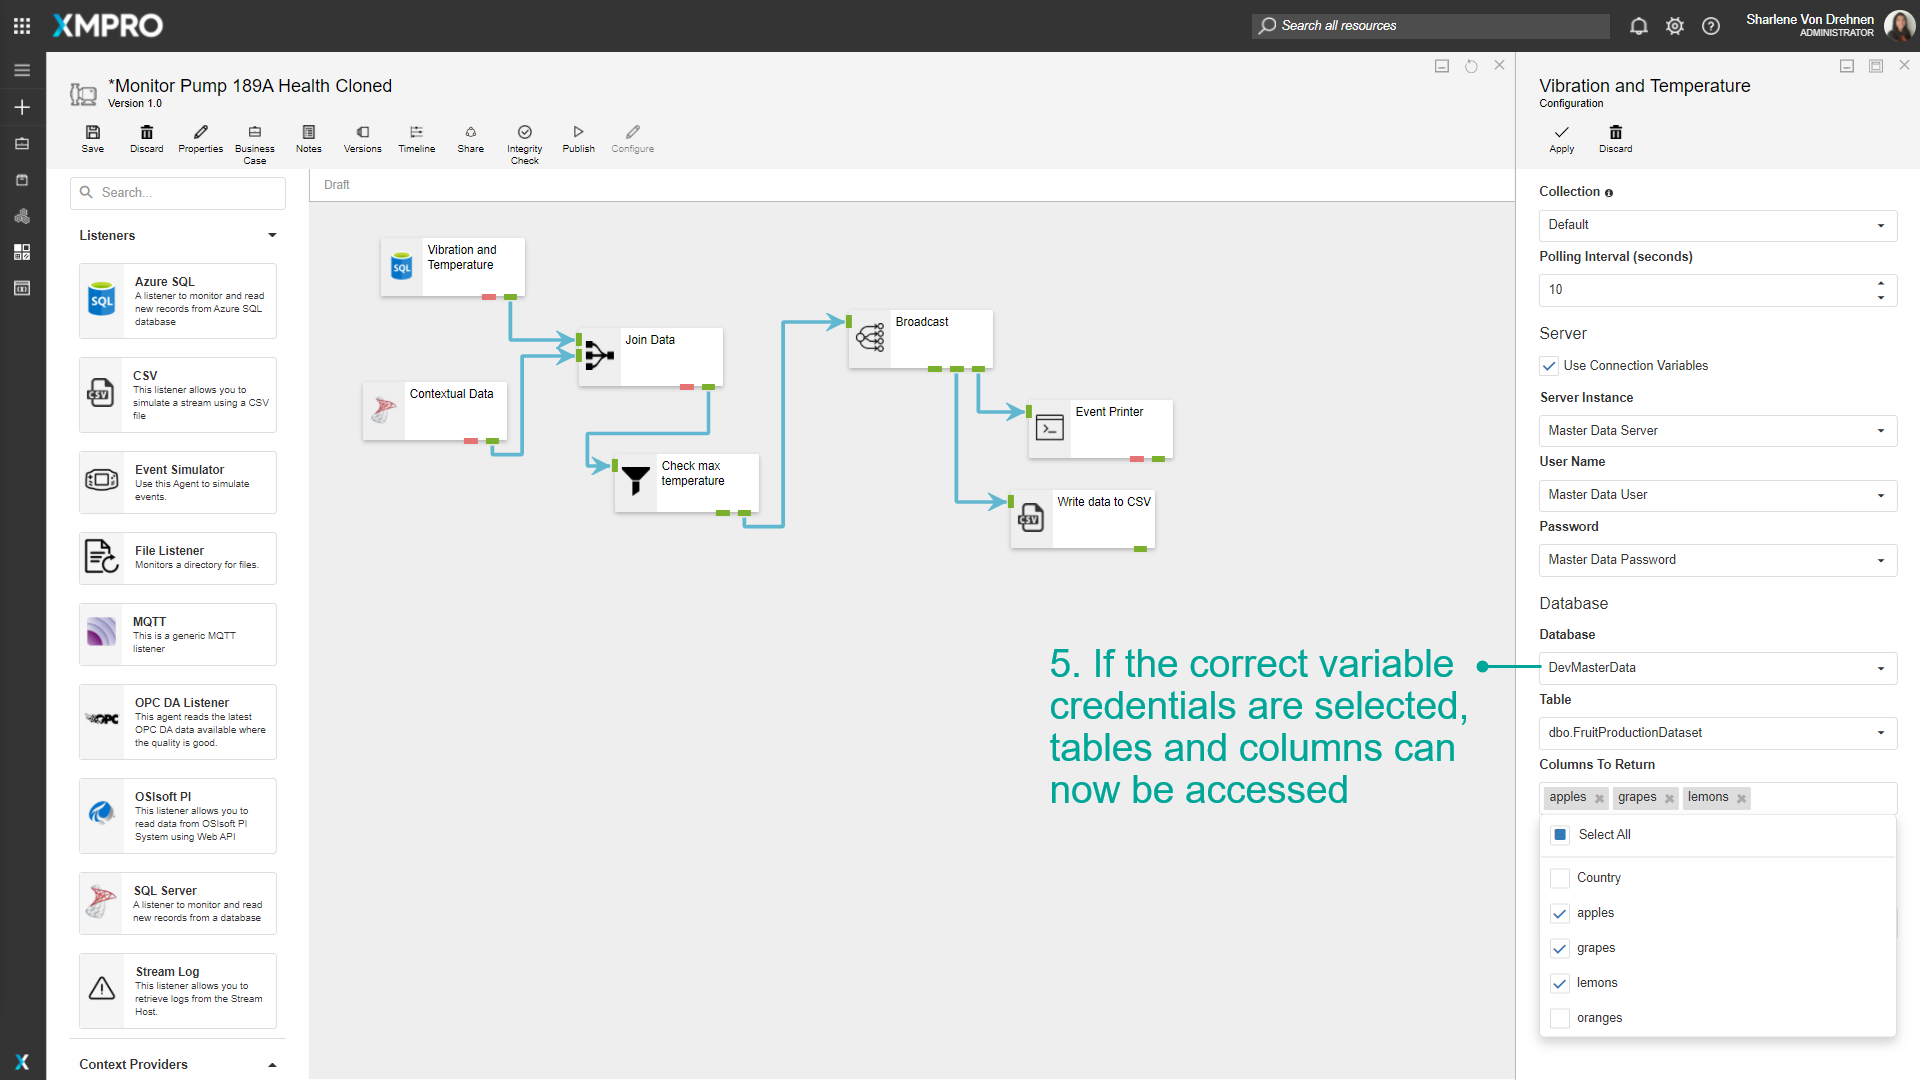 XMPRO
Search all resources
Sharlene Von Drehnen
ADMINISTRATOR
*Monitor Pump 189A Health Cloned
Version 1.0
Save
Discard
Properties
Business
Case
Notes
Versions
Timeline
Share
Integrity
Check
Publish
Configure
Search...
Draft
Listeners
Azure SQL
A listener to monitor and read
new records from Azure SQL
database
CSV
This listener allows you to
simulate a stream using a CSV
file
Event Simulator
Use this Agent to simulate
events.
File Listener
Monitors a directory for files.
MQTT
This is a generic MQTT
listener
OPC DA Listener
This agent reads the latest
OPC DA data available where
the quality is good.
OSIsoft PI
This listener allows you to
read data from OSIsoft PI
System using Web API
SQL Server
A listener to monitor and read
new records from a database
Stream Log
This listener allows you to
retrieve logs from the Stream
Host.
Context Providers
SQL
SQL
CSV
OPC
Vibration and
Temperature
Contextual Data
Join Data
Check max
temperature
Broadcast
Event Printer
CSV
Write data to CSV
5. If the correct variable
credentials are selected,
tables and columns can
now be accessed
Vibration and Temperature
Configuration
Apply
Discard
Collection
Default
Polling Interval (seconds)
10
Server
Use Connection Variables
Server Instance
Master Data Server
User Name
Master Data User
Password
Master Data Password
Database
Database
DevMasterData
Table
dbo.FruitProductionDataset
Columns To Return
apples grapes lemons
Select All
Country
apples
grapes
lemons
oranges